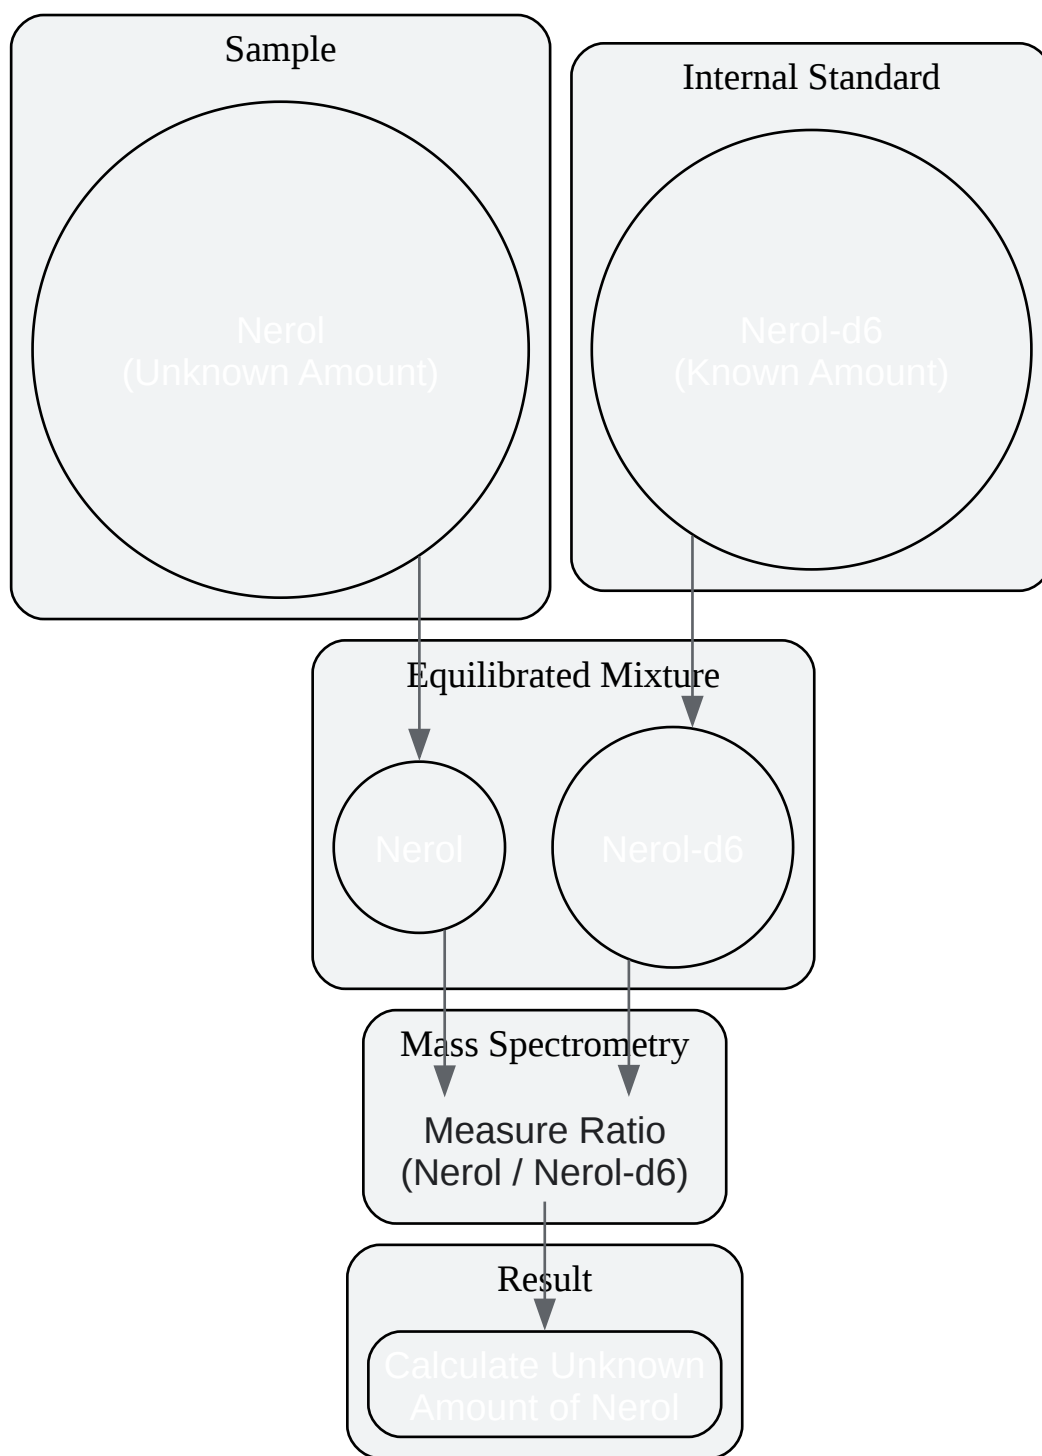 Sample
Internal Standard
Nerol
(Unknown Amount)
Nerol-d6
(Known Amount)
Equilibrated Mixture
Nerol
Nerol-d6
Mass Spectrometry
Measure Ratio
(Nerol / Nerol-d6)
Result
Calculate Unknown
Amount of Nerol